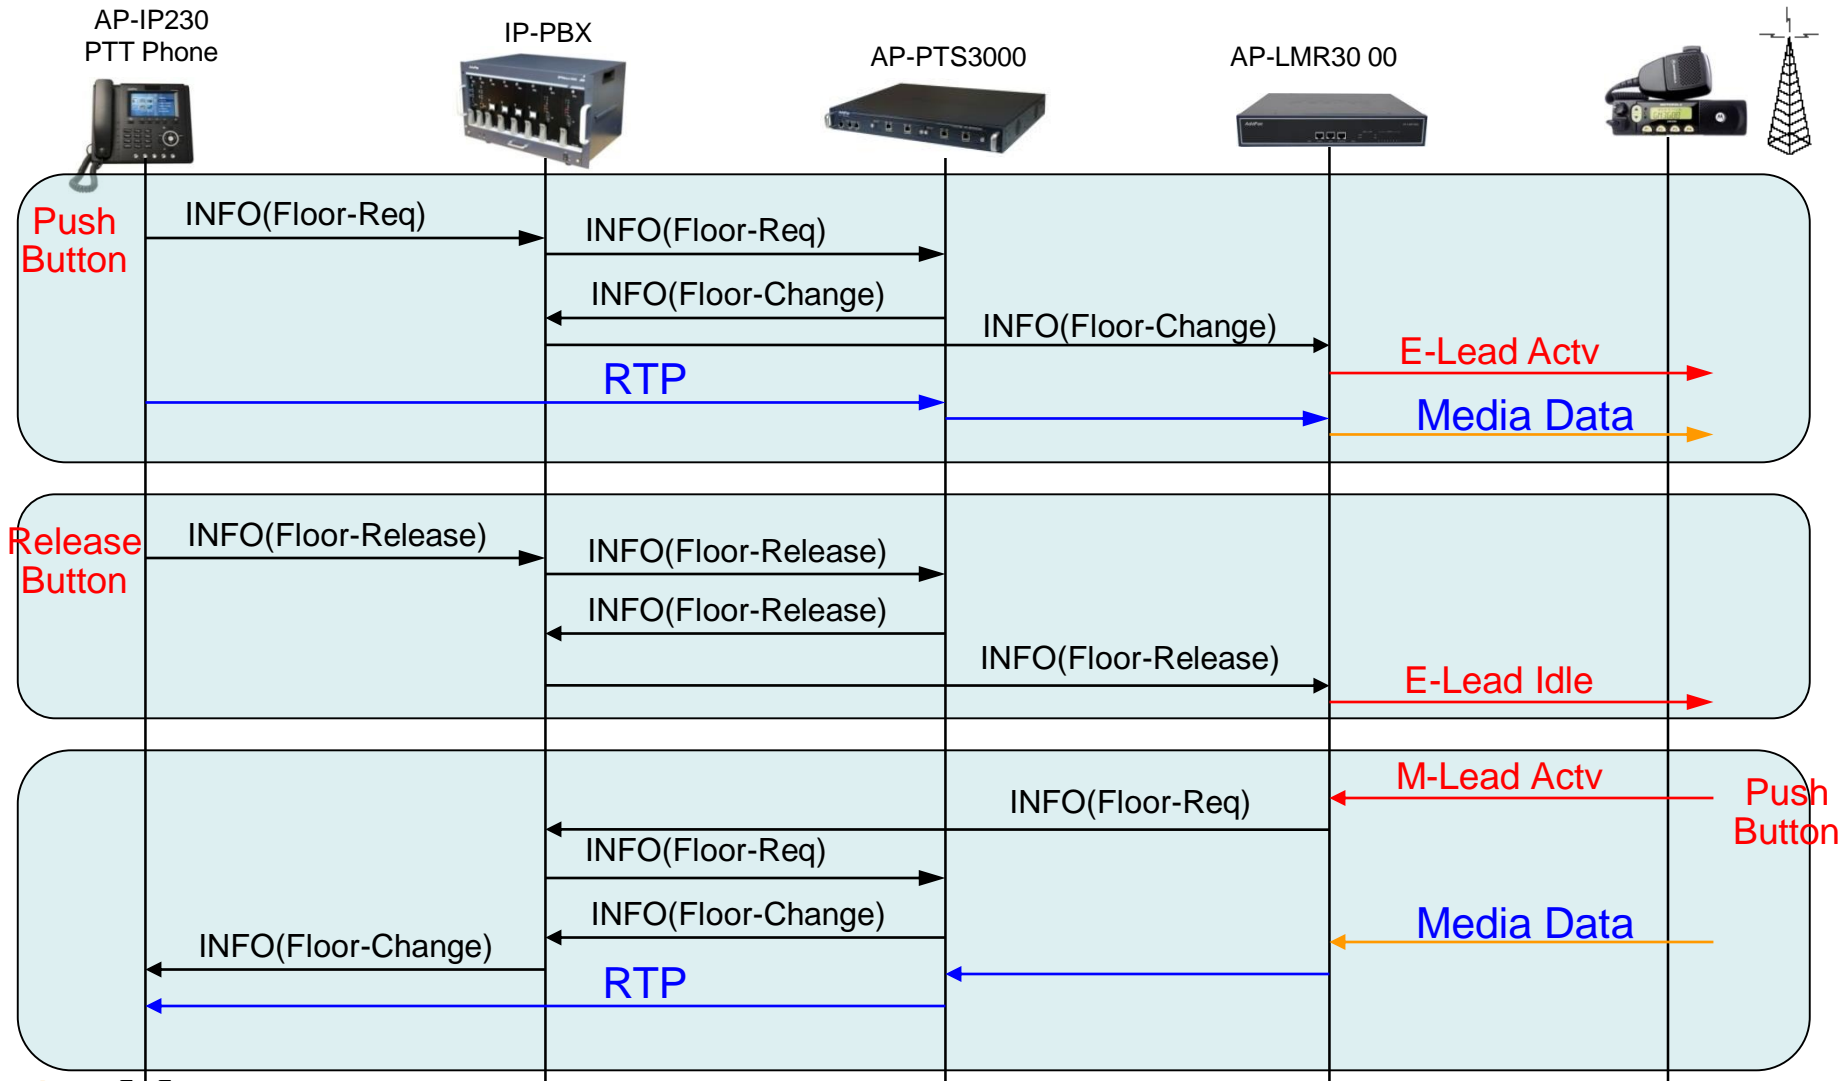 AP-IP230
PTT Phone
IP-PBX
AP-PTS3000
AP-LMR30 00
Push
Button
INFO(Floor-Req)
INFO(Floor-Req)
INFO(Floor-Change)
INFO(Floor-Change)
E-Lead Actv
RTP
Media Data
Release
Button
INFO(Floor-Release)
INFO(Floor-Release)
INFO(Floor-Release)
INFO(Floor-Release)
E-Lead Idle
M-Lead Actv
Push
Button
INFO(Floor-Req)
INFO(Floor-Req)
INFO(Floor-Change)
Media Data
INFO(Floor-Change)
RTP